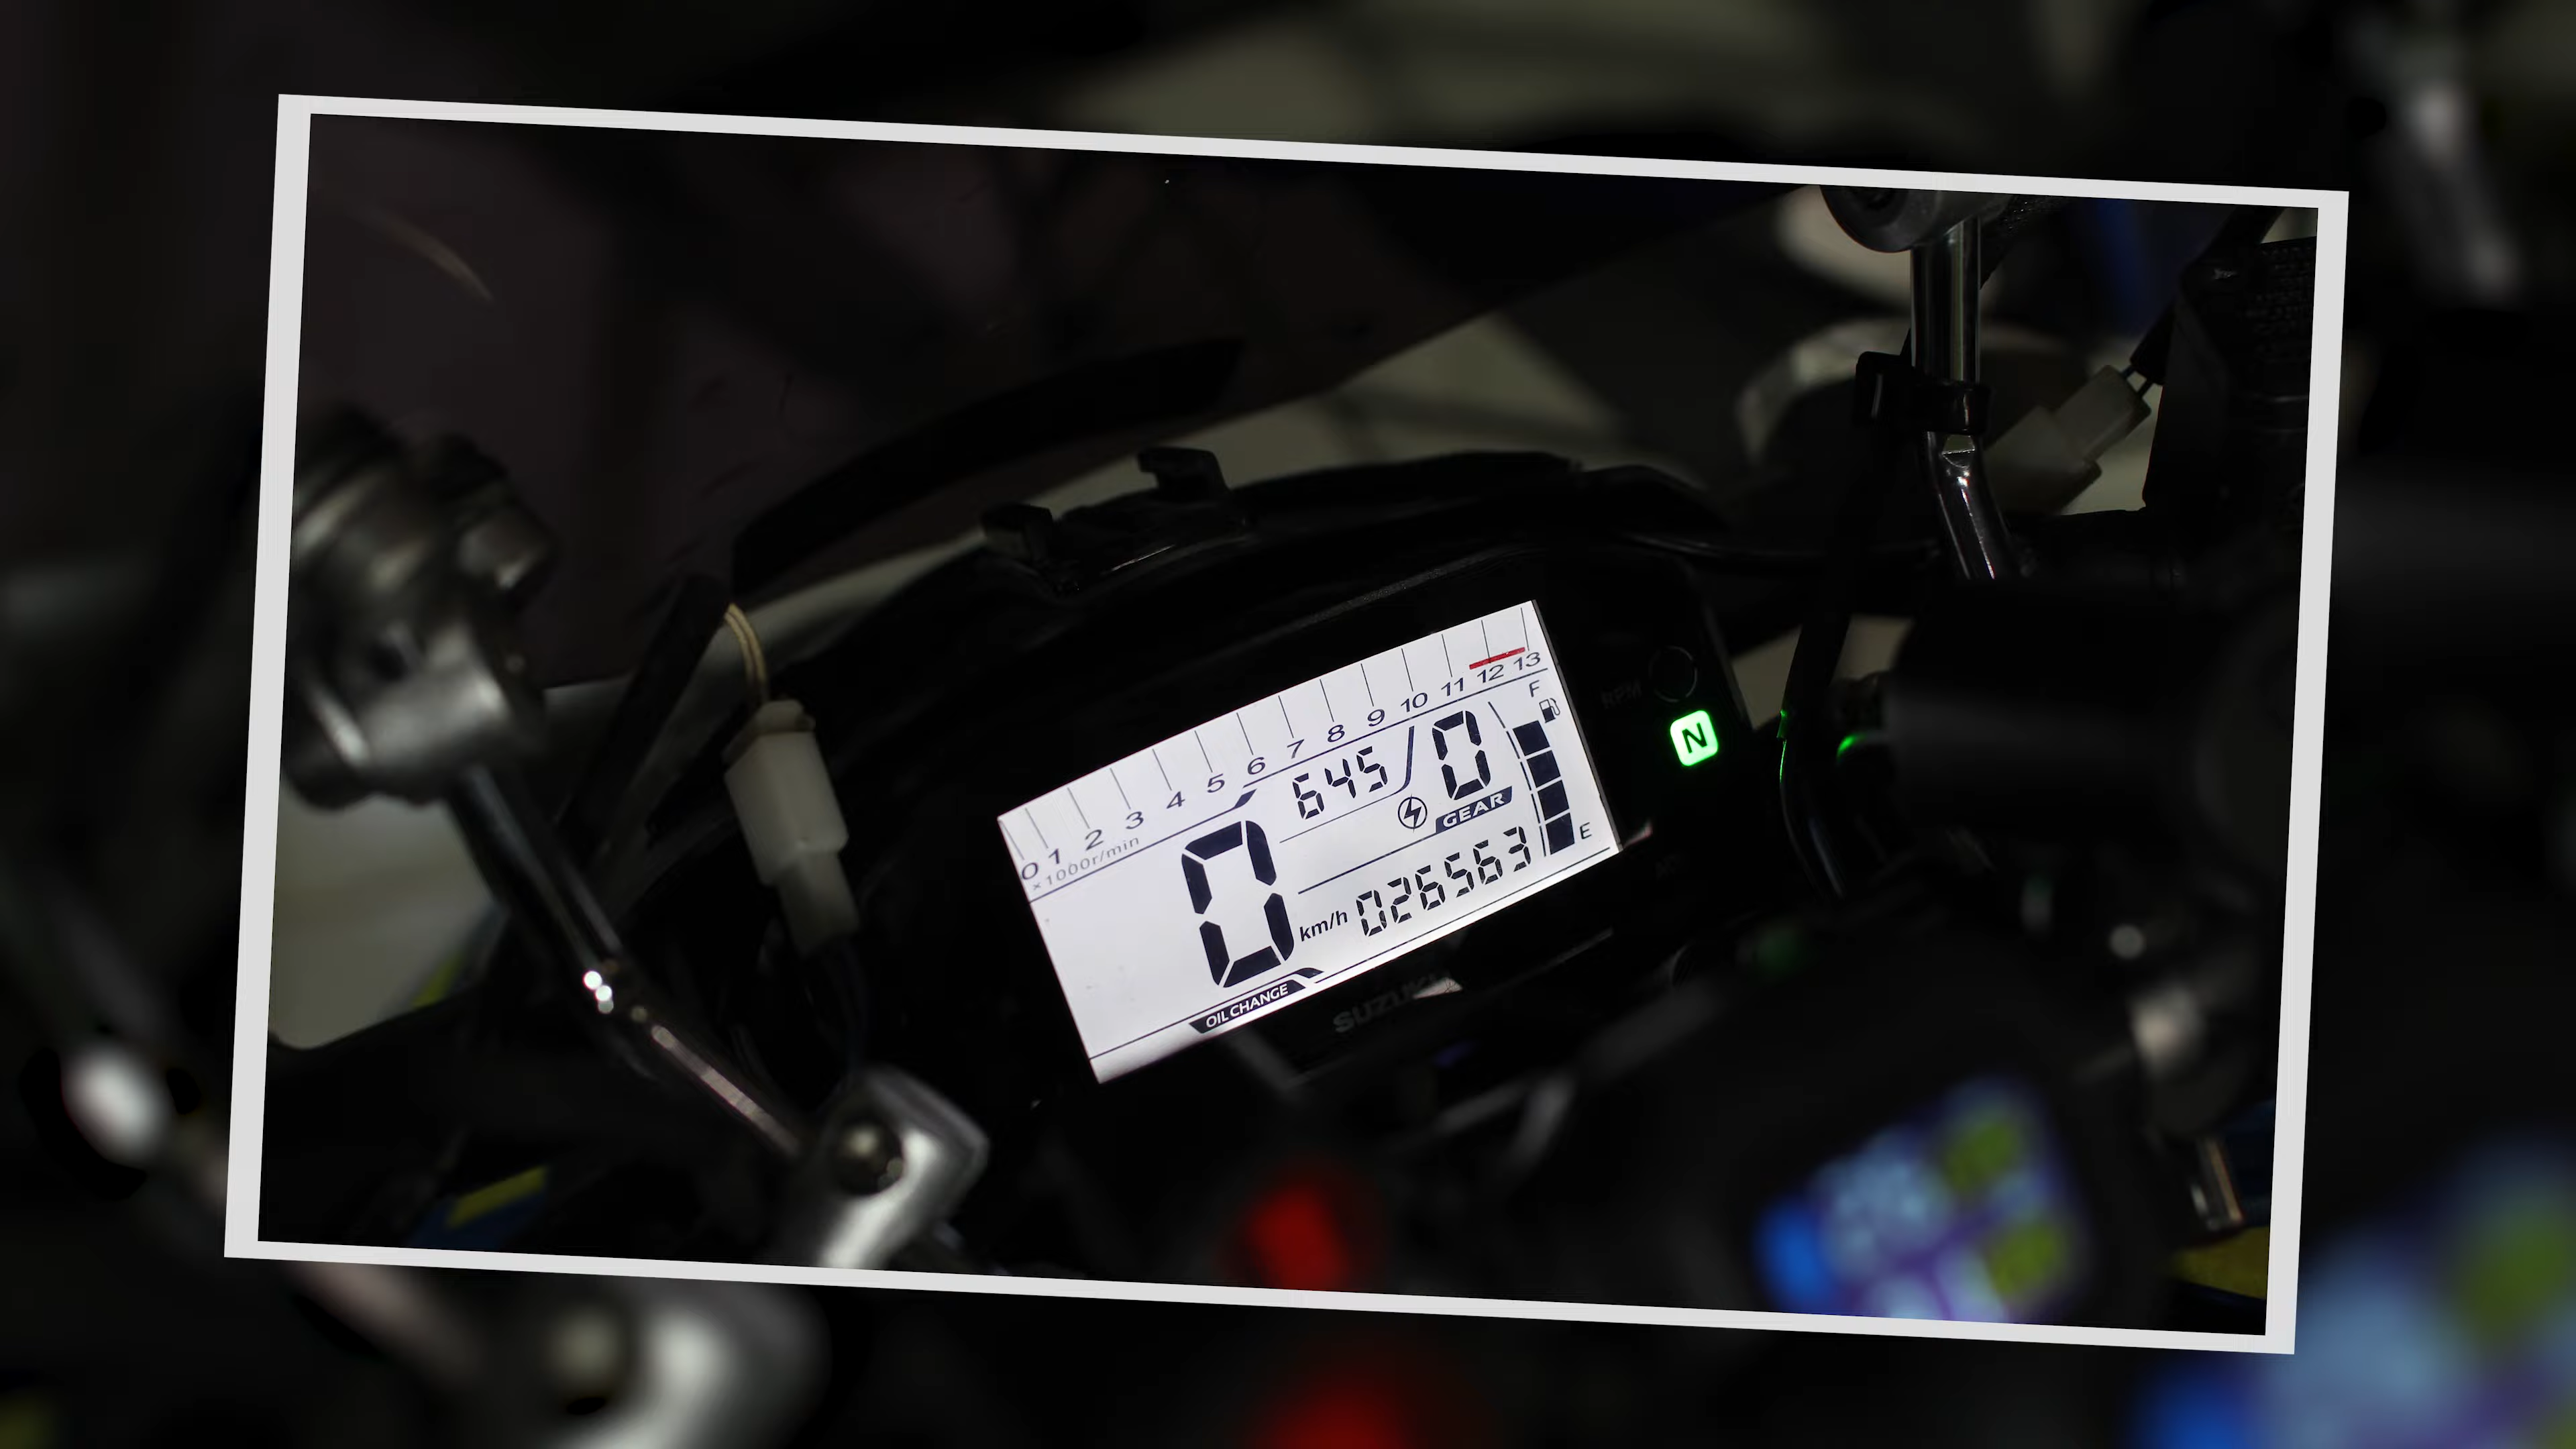 0 1 2 3 4 5 6 7 8 9 10 11 12 13
×1000r/min
F
645 0
GEAR
E
0 km/h 026563
OIL CHANGE
RPM
N
SUZUKI